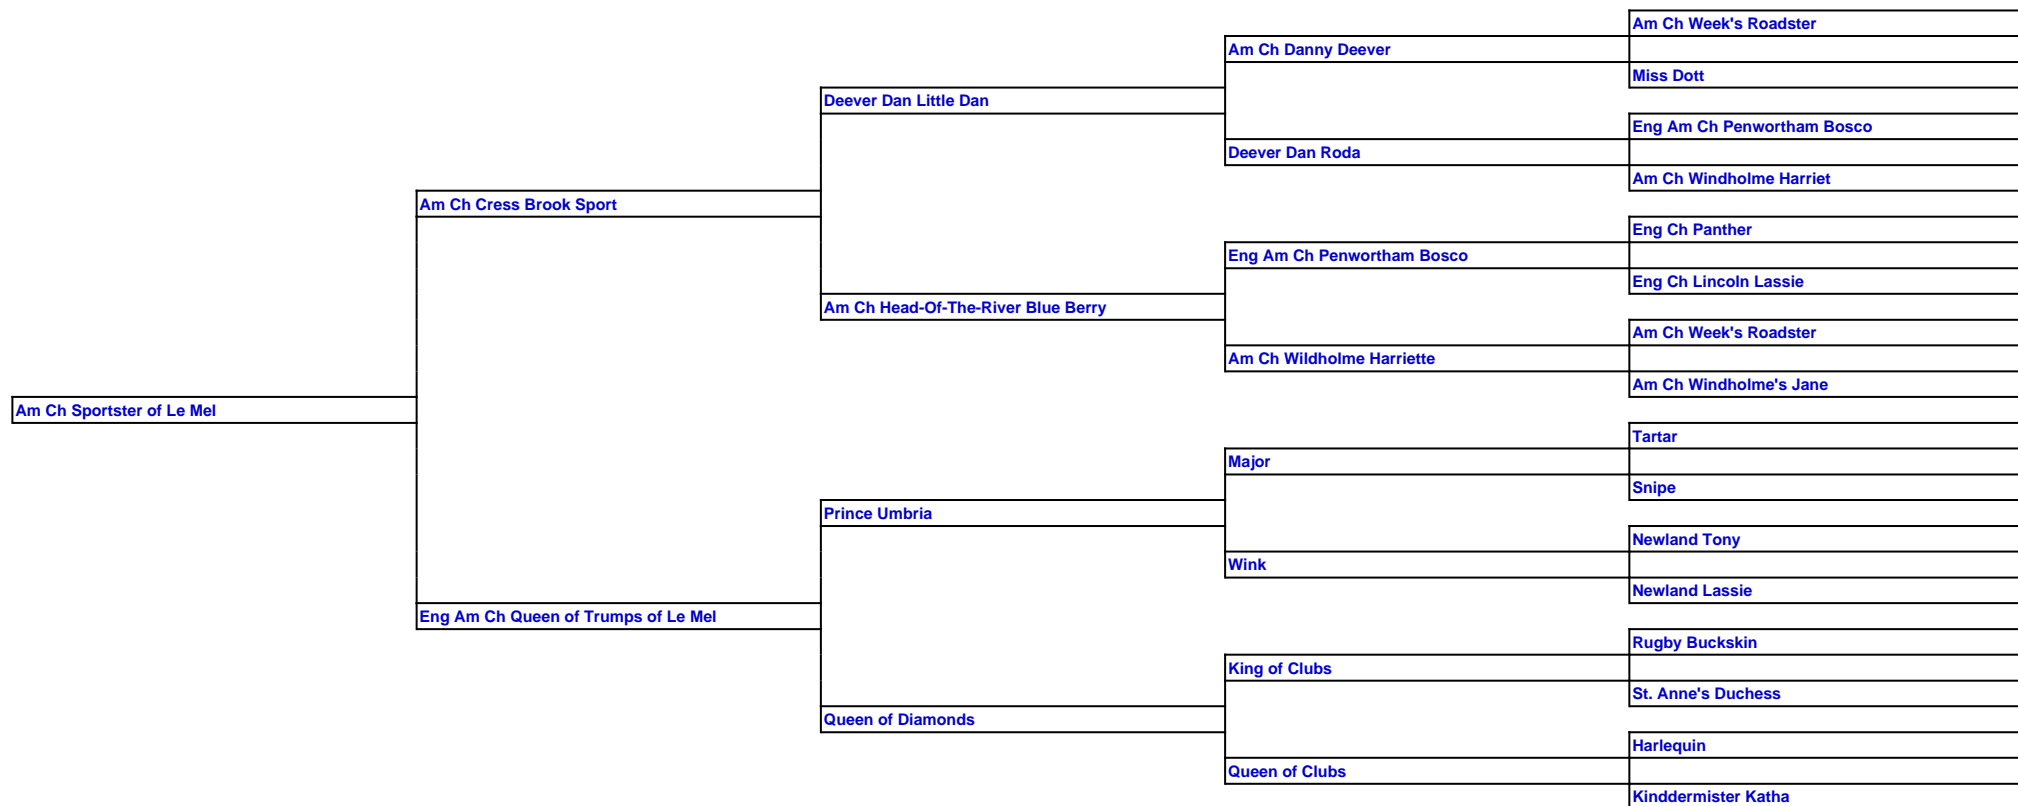 Am Ch Week's Roadster
Am Ch Danny Deever
Miss Dott
Deever Dan Little Dan
Eng Am Ch Penwortham Bosco
Deever Dan Roda
Am Ch Windholme Harriet
Am Ch Cress Brook Sport
Eng Ch Panther
Eng Am Ch Penwortham Bosco
Eng Ch Lincoln Lassie
Am Ch Head-Of-The-River Blue Berry
Am Ch Week's Roadster
Am Ch Wildholme Harriette
Am Ch Windholme's Jane
Am Ch Sportster of Le Mel
Tartar
Major
Snipe
Prince Umbria
Newland Tony
Wink
Newland Lassie
Eng Am Ch Queen of Trumps of Le Mel
Rugby Buckskin
King of Clubs
St. Anne's Duchess
Queen of Diamonds
Harlequin
Queen of Clubs
Kinddermister Katha